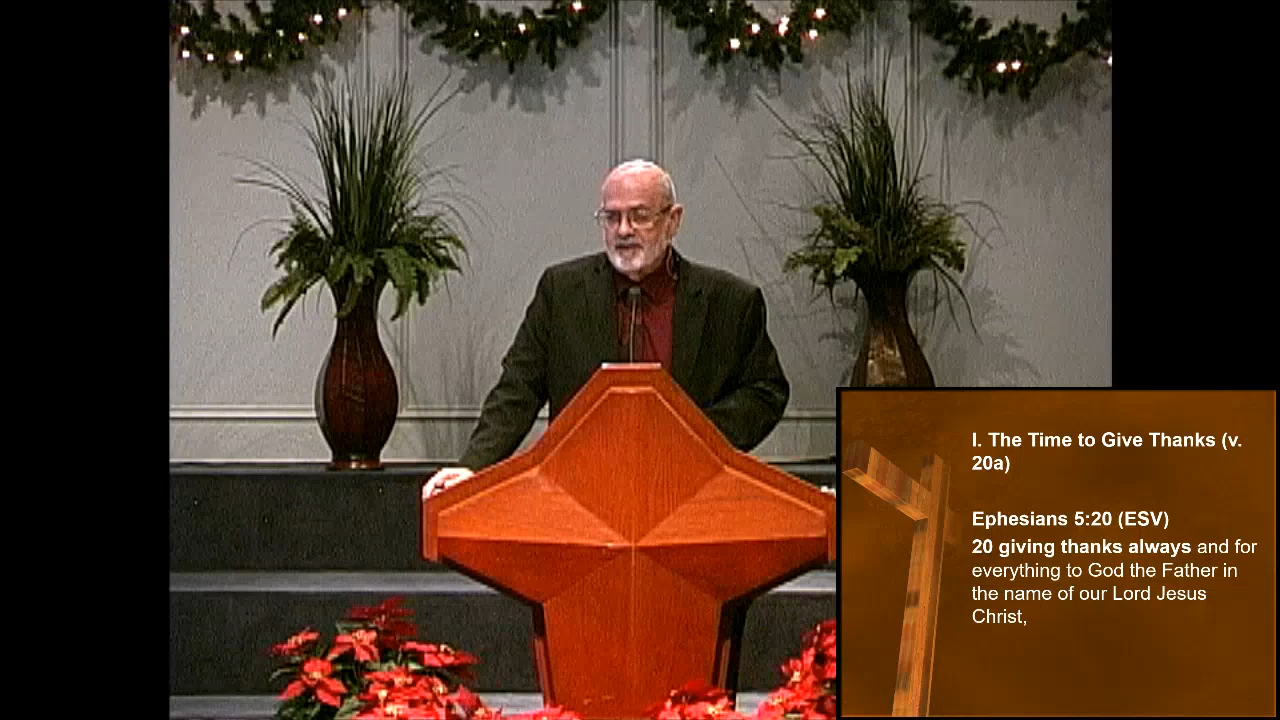 I. The Time to Give Thanks (v.
20a)
Ephesians 5:20 (ESV)
20 giving thanks always and for
everything to God the Father in
the name of our Lord Jesus
Christ,